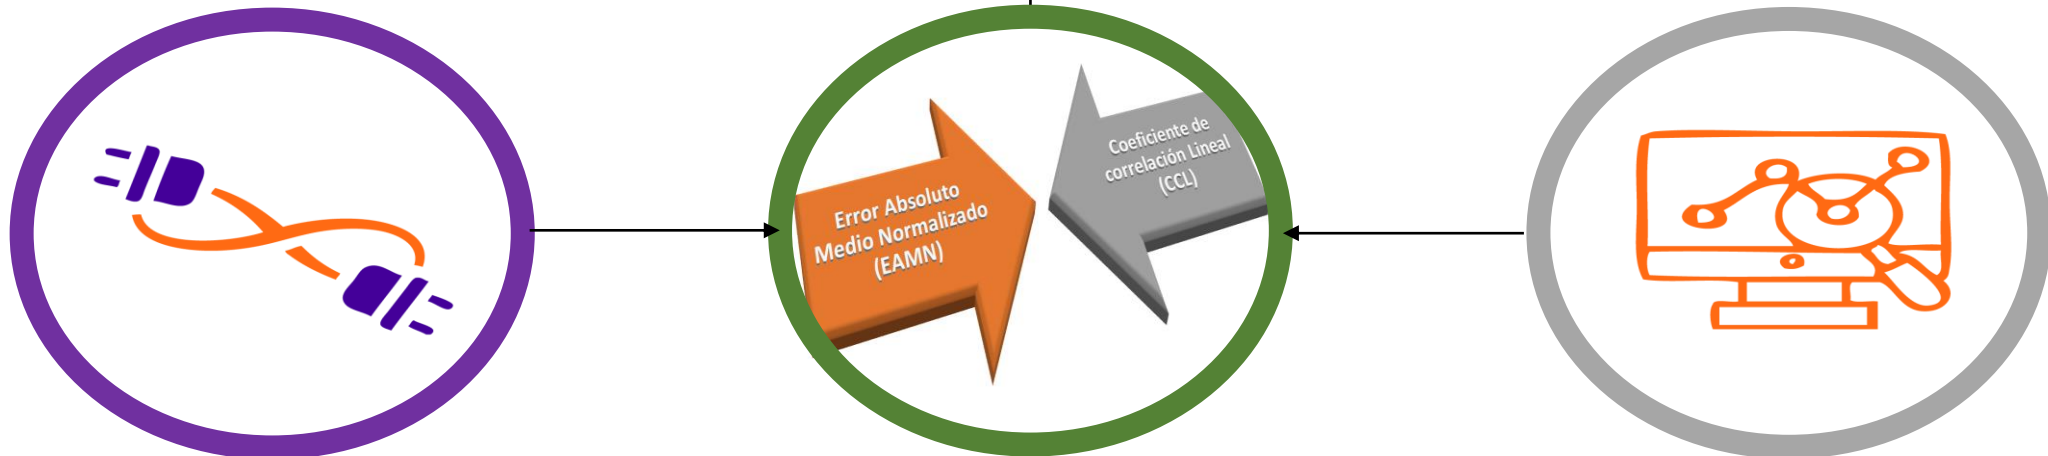 Error Absoluto
Medio Normalizado
(EAMN)
Coeficiente de
correlación Lineal
(CCL)